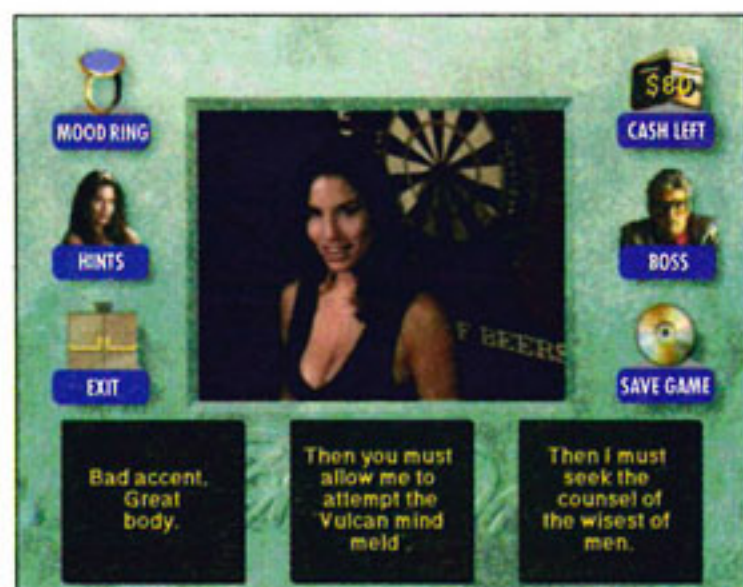 MOOD RING
$80
CASH LEFT
HINTS
BOSS
F BEERS
EXIT
SAVE GAME
Bad accent.
Great
body.
Then you must
allow me to
attempt the
Vulcan mind
meld .
Then I must
seek the
counsel of
the wisest of
men.